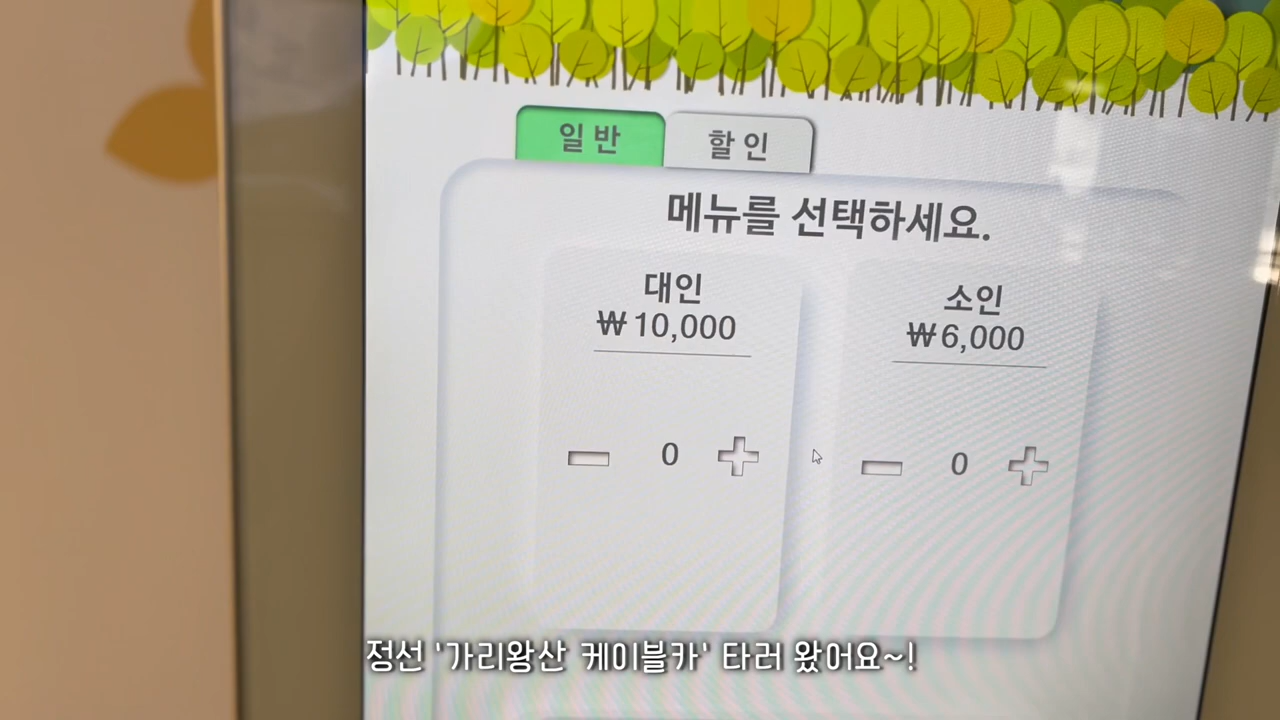 일반
할인
메뉴를 선택하세요.
대인
₩10,000
소인
₩6,000
0
0
정선 '가리왕산 케이블카' 타러 왔어요~!